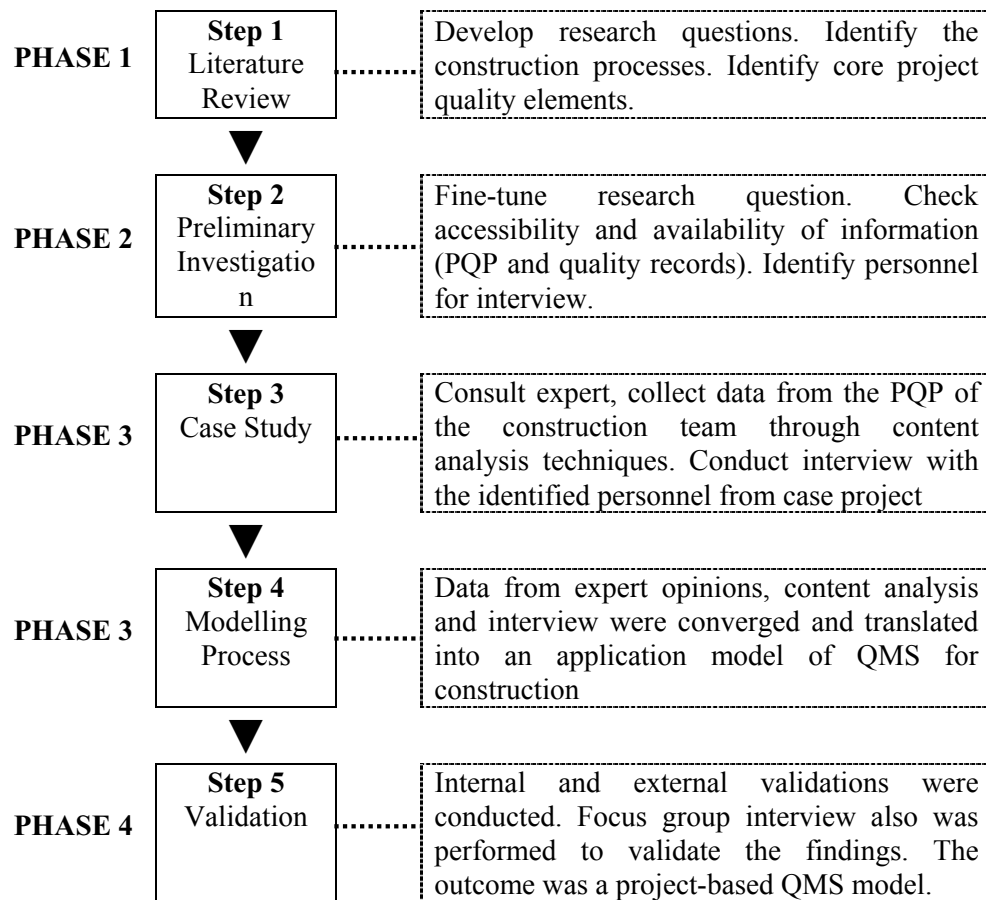 PHASE 1
Step 1
Literature
Review
Develop research questions. Identify the
construction processes. Identify core project
quality elements.
PHASE 2
Step 2
Preliminary
Investigatio
n
Fine-tune research question. Check
accessibility and availability of information
(PQP and quality records). Identify personnel
for interview.
PHASE 3
Step 3
Case Study
Consult expert, collect data from the PQP of
the construction team through content
analysis techniques. Conduct interview with
the identified personnel from case project
PHASE 3
Step 4
Modelling
Process
Data from expert opinions, content analysis
and interview were converged and translated
into an application model of QMS for
construction
PHASE 4
Step 5
Validation
Internal and external validations were
conducted. Focus group interview also was
performed to validate the findings. The
outcome was a project-based QMS model.